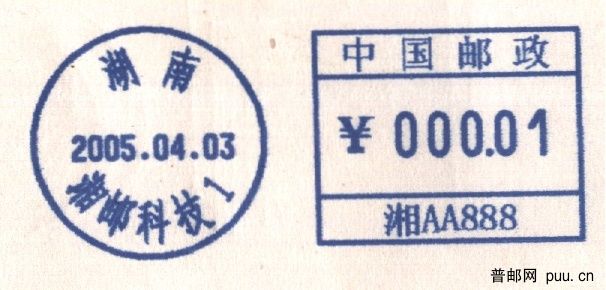 湖南
2005.04.03
湘邮科技1
中国邮政
¥ 000.01
湘AA888
普邮网 puu.cn